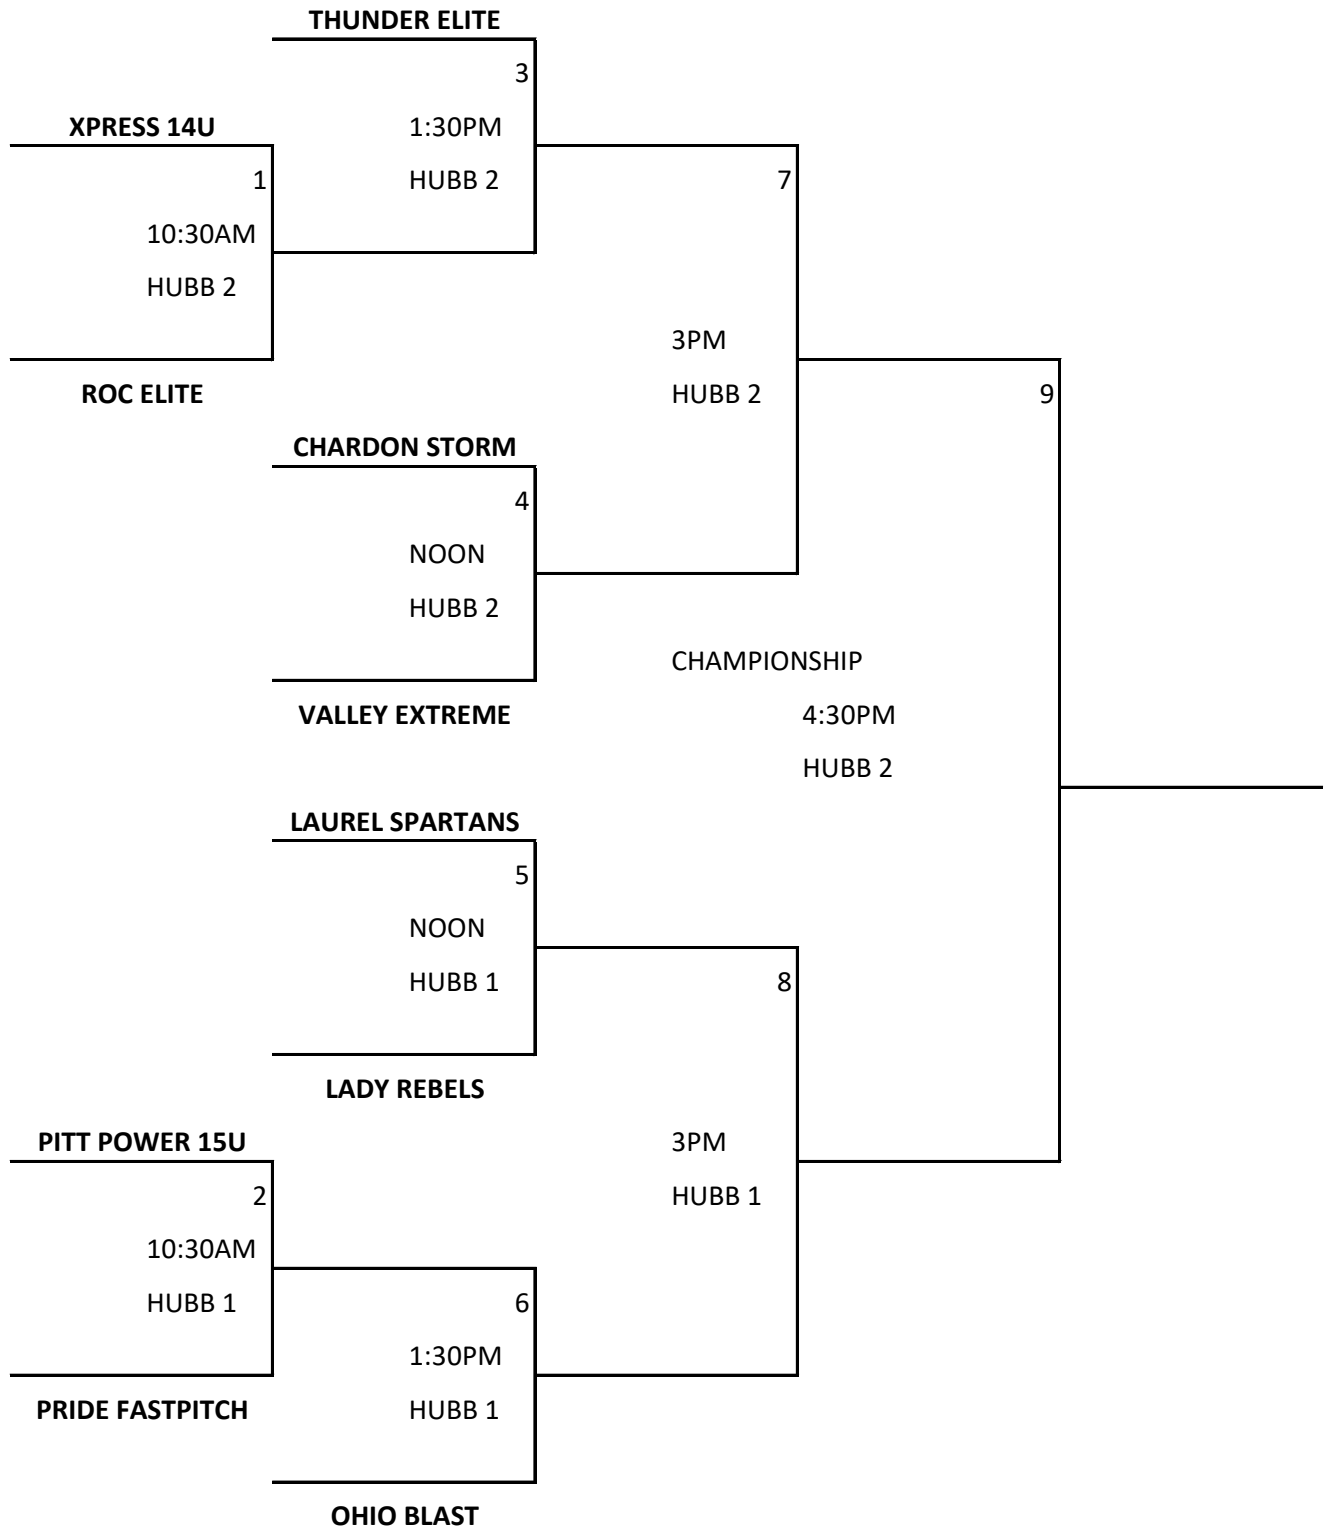 THUNDER ELITE
3
XPRESS 14U
1:30PM
1
HUBB 2
7
10:30AM
HUBB 2
3PM
ROC ELITE
HUBB 2
9
CHARDON STORM
4
NOON
HUBB 2
CHAMPIONSHIP
VALLEY EXTREME
4:30PM
HUBB 2
LAUREL SPARTANS
5
NOON
HUBB 1
8
LADY REBELS
PITT POWER 15U
3PM
2
HUBB 1
10:30AM
HUBB 1
6
1:30PM
PRIDE FASTPITCH
HUBB 1
OHIO BLAST